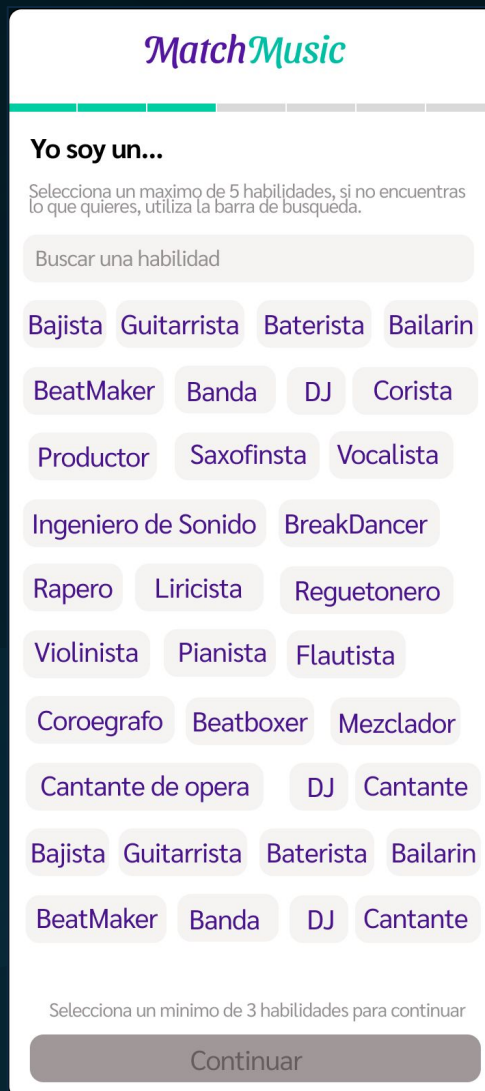 MatchMusic
Yo soy un...
Selecciona un maximo de 5 habilidades, si no encuentras
lo que quieres, utiliza la barra de busqueda.
Buscar una habilidad
Bajista Guitarrista Baterista Bailarin
BeatMaker Banda DJ Corista
Productor Saxofinsta Vocalista
Ingeniero de Sonido BreakDancer
Rapero Liricista Reguetonero
Violinista Pianista Flautista
Coroegrafo Beatboxer Mezclador
Cantante de opera DJ Cantante
Bajista Guitarrista Baterista Bailarin
BeatMaker Banda DJ Cantante
Selecciona un minimo de 3 habilidades para continuar
Continuar